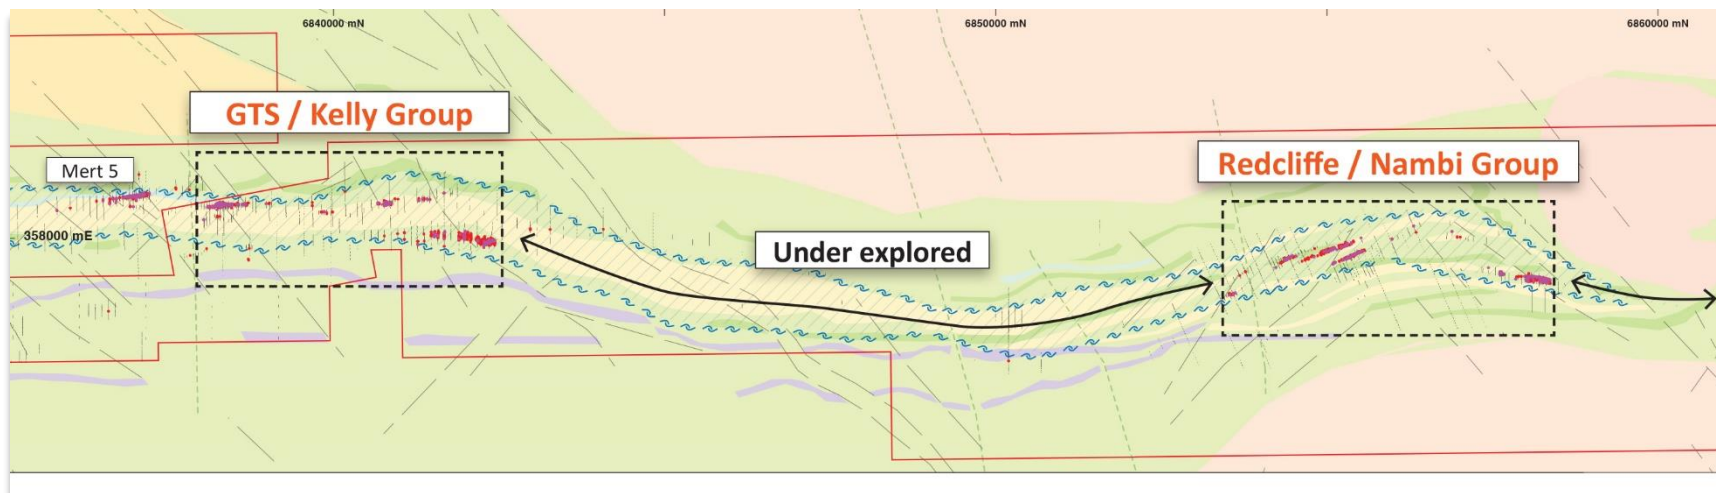 6840000 mN
6850000 mN
6860000 mN
GTS / Kelly Group
Redcliffe / Nambi Group
Mert 5
358000 mE
Under explored